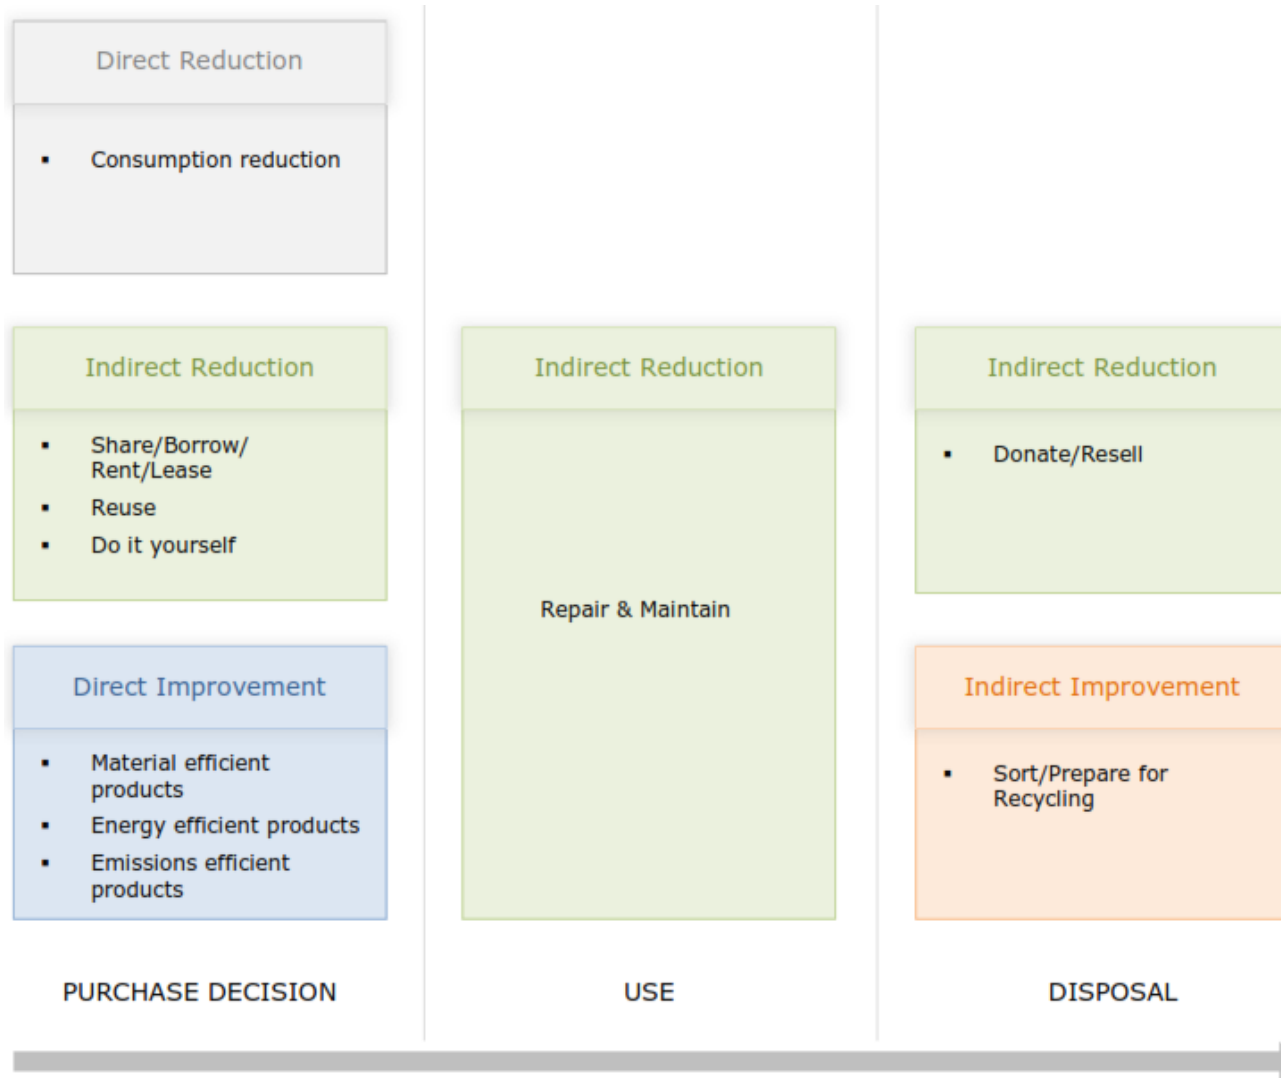 Direct Reduction
▪ Consumption reduction
Indirect Reduction
▪ Share/Borrow/
Rent/Lease
▪ Reuse
▪ Do it yourself
Direct Improvement
▪ Material efficient
products
▪ Energy efficient products
▪ Emissions efficient
products
PURCHASE DECISION
Indirect Reduction
Repair & Maintain
USE
Indirect Reduction
▪ Donate/Resell
Indirect Improvement
▪ Sort/Prepare for
Recycling
DISPOSAL